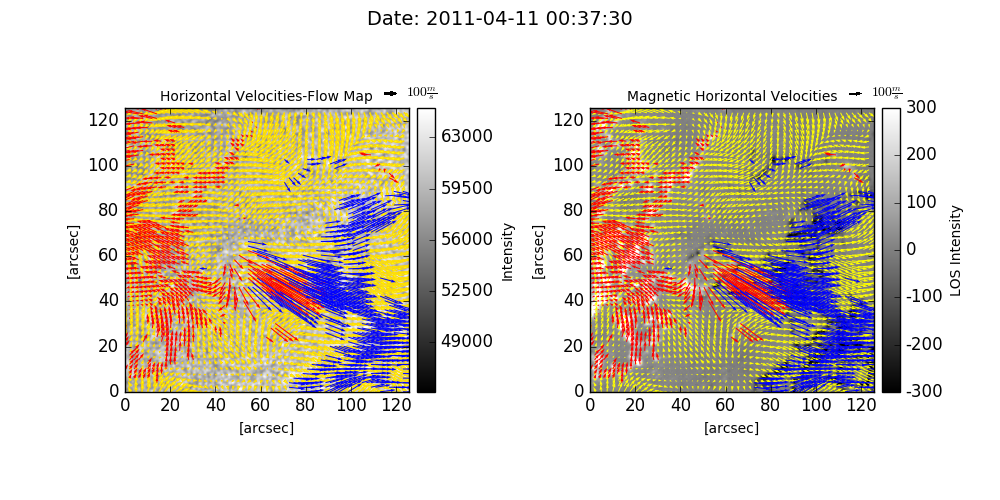 Date: 2011-04-11 00:37:30
Horizontal Velocities-Flow Map
100 m/s
Magnetic Horizontal Velocities
100 m/s
120
100
80
60
40
20
0
[arcsec]
0 20 40 60 80 100 120
[arcsec]
63000
59500
56000
52500
49000
Intensity
120
100
80
60
40
20
0
[arcsec]
0 20 40 60 80 100 120
[arcsec]
300
200
100
0
-100
-200
-300
LOS Intensity